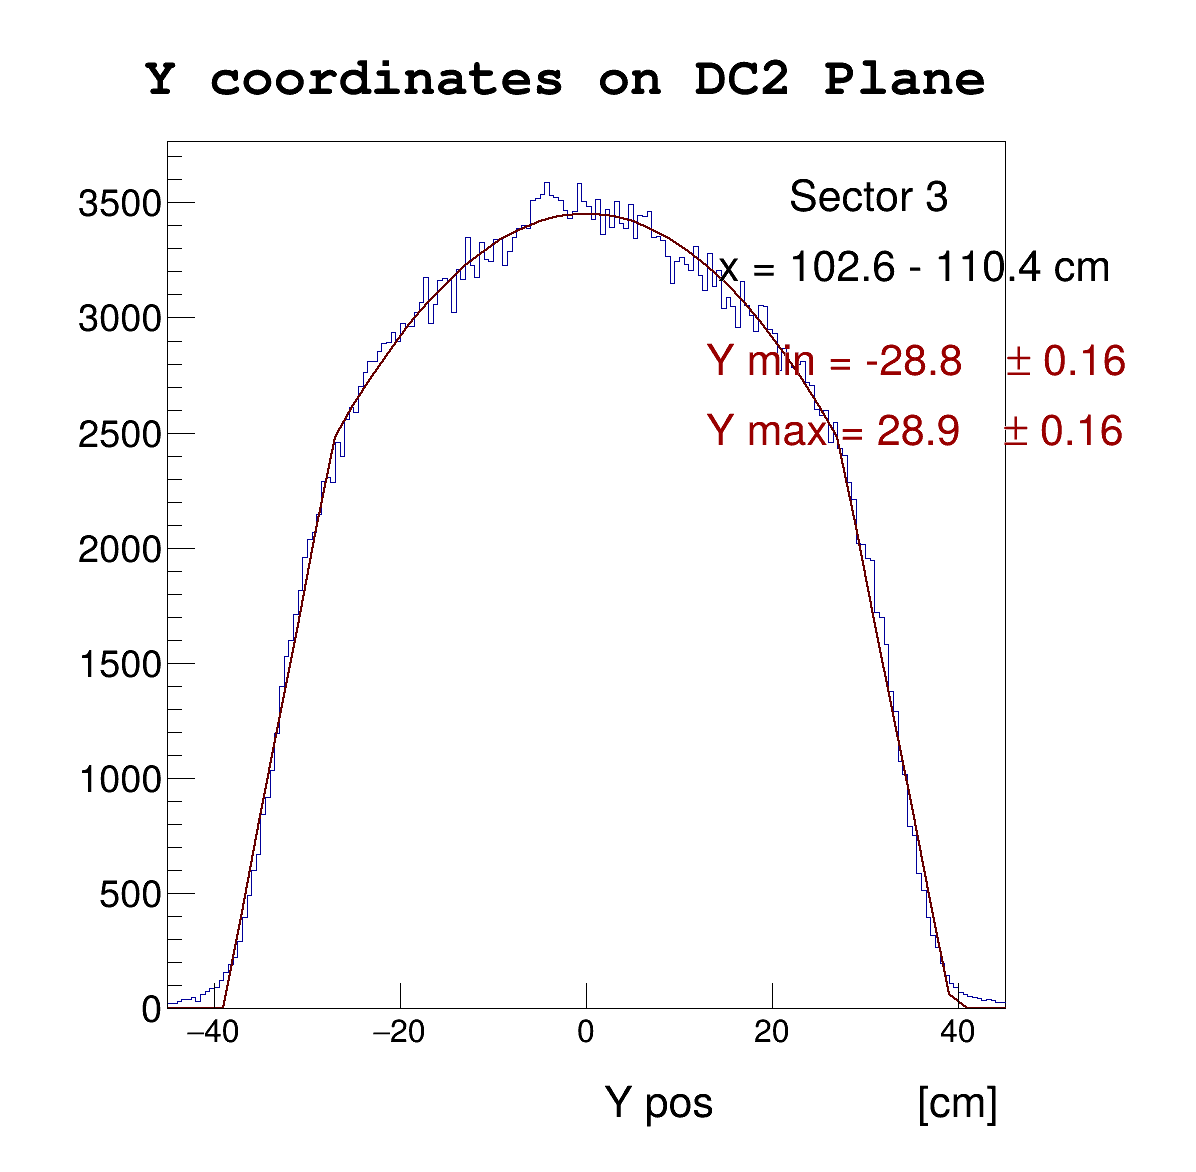 Y coordinates on DC2 Plane
Sector 3
x = 102.6 - 110.4 cm
Y min = -28.8 ± 0.16
Y max = 28.9 ± 0.16
3500
3000
2500
2000
1500
1000
500
0
−40 −20 0 20 40
Y pos [cm]